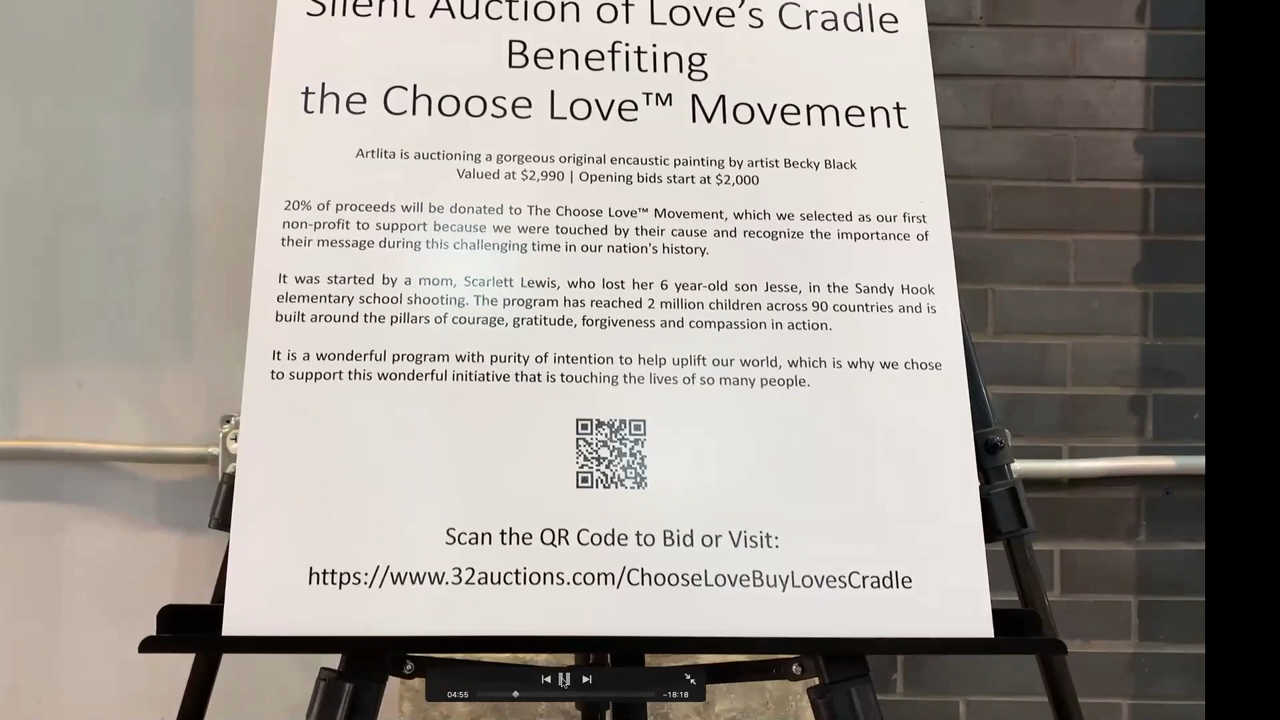 Silent Auction of Love's Cradle
Benefiting
the Choose Love™ Movement
Artlita is auctioning a gorgeous original encaustic painting by artist Becky Black
Valued at $2,990 | Opening bids start at $2,000
20% of proceeds will be donated to The Choose Love™ Movement, which we selected as our first
non-profit to support because we were touched by their cause and recognize the importance of
their message during this challenging time in our nation's history.
It was started by a mom, Scarlett Lewis, who lost her 6 year-old son Jesse, in the Sandy Hook
elementary school shooting. The program has reached 2 million children across 90 countries and is
built around the pillars of courage, gratitude, forgiveness and compassion in action.
It is a wonderful program with purity of intention to help uplift our world, which is why we chose
to support this wonderful initiative that is touching the lives of so many people.
Scan the QR Code to Bid or Visit:
https://www.32auctions.com/ChooseLoveBuyLovesCradle
04:55
-18:18